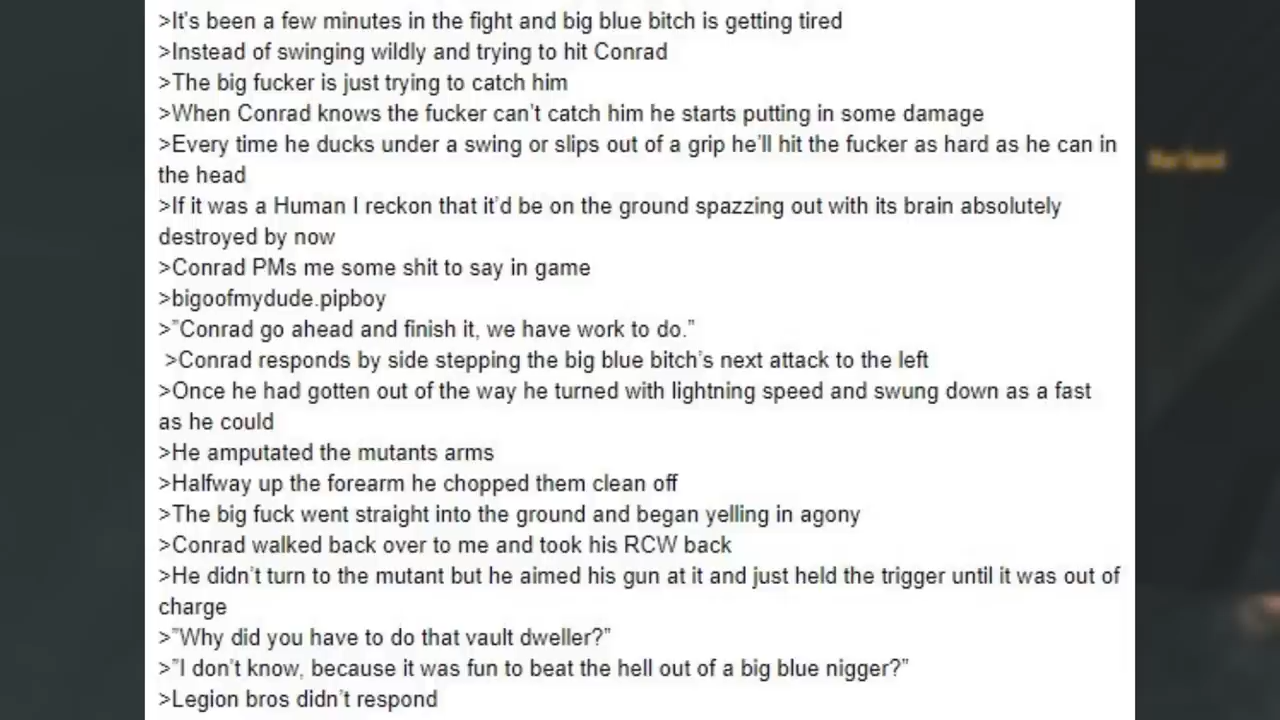 >It's been a few minutes in the fight and big blue bitch is getting tired
>Instead of swinging wildly and trying to hit Conrad
>The big fucker is just trying to catch him
>When Conrad knows the fucker can't catch him he starts putting in some damage
>Every time he ducks under a swing or slips out of a grip he'll hit the fucker as hard as he can in
the head
>If it was a Human I reckon that it'd be on the ground spazzing out with its brain absolutely
destroyed by now
>Conrad PMs me some shit to say in game
>bigoofmydude.pipboy
>"Conrad go ahead and finish it, we have work to do."
>Conrad responds by side stepping the big blue bitch's next attack to the left
>Once he had gotten out of the way he turned with lightning speed and swung down as a fast
as he could
>He amputated the mutants arms
>Halfway up the forearm he chopped them clean off
>The big fuck went straight into the ground and began yelling in agony
>Conrad walked back over to me and took his RCW back
>He didn't turn to the mutant but he aimed his gun at it and just held the trigger until it was out of
charge
>"Why did you have to do that vault dweller?"
>"I don't know, because it was fun to beat the hell out of a big blue nigger?"
>Legion bros didn't respond